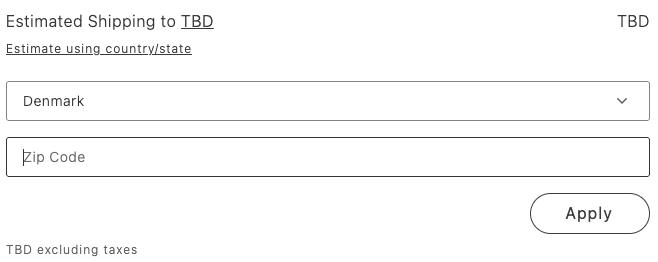 Estimated Shipping to TBD TBD
Estimate using country/state
Denmark
Zip Code
Apply
TBD excluding taxes